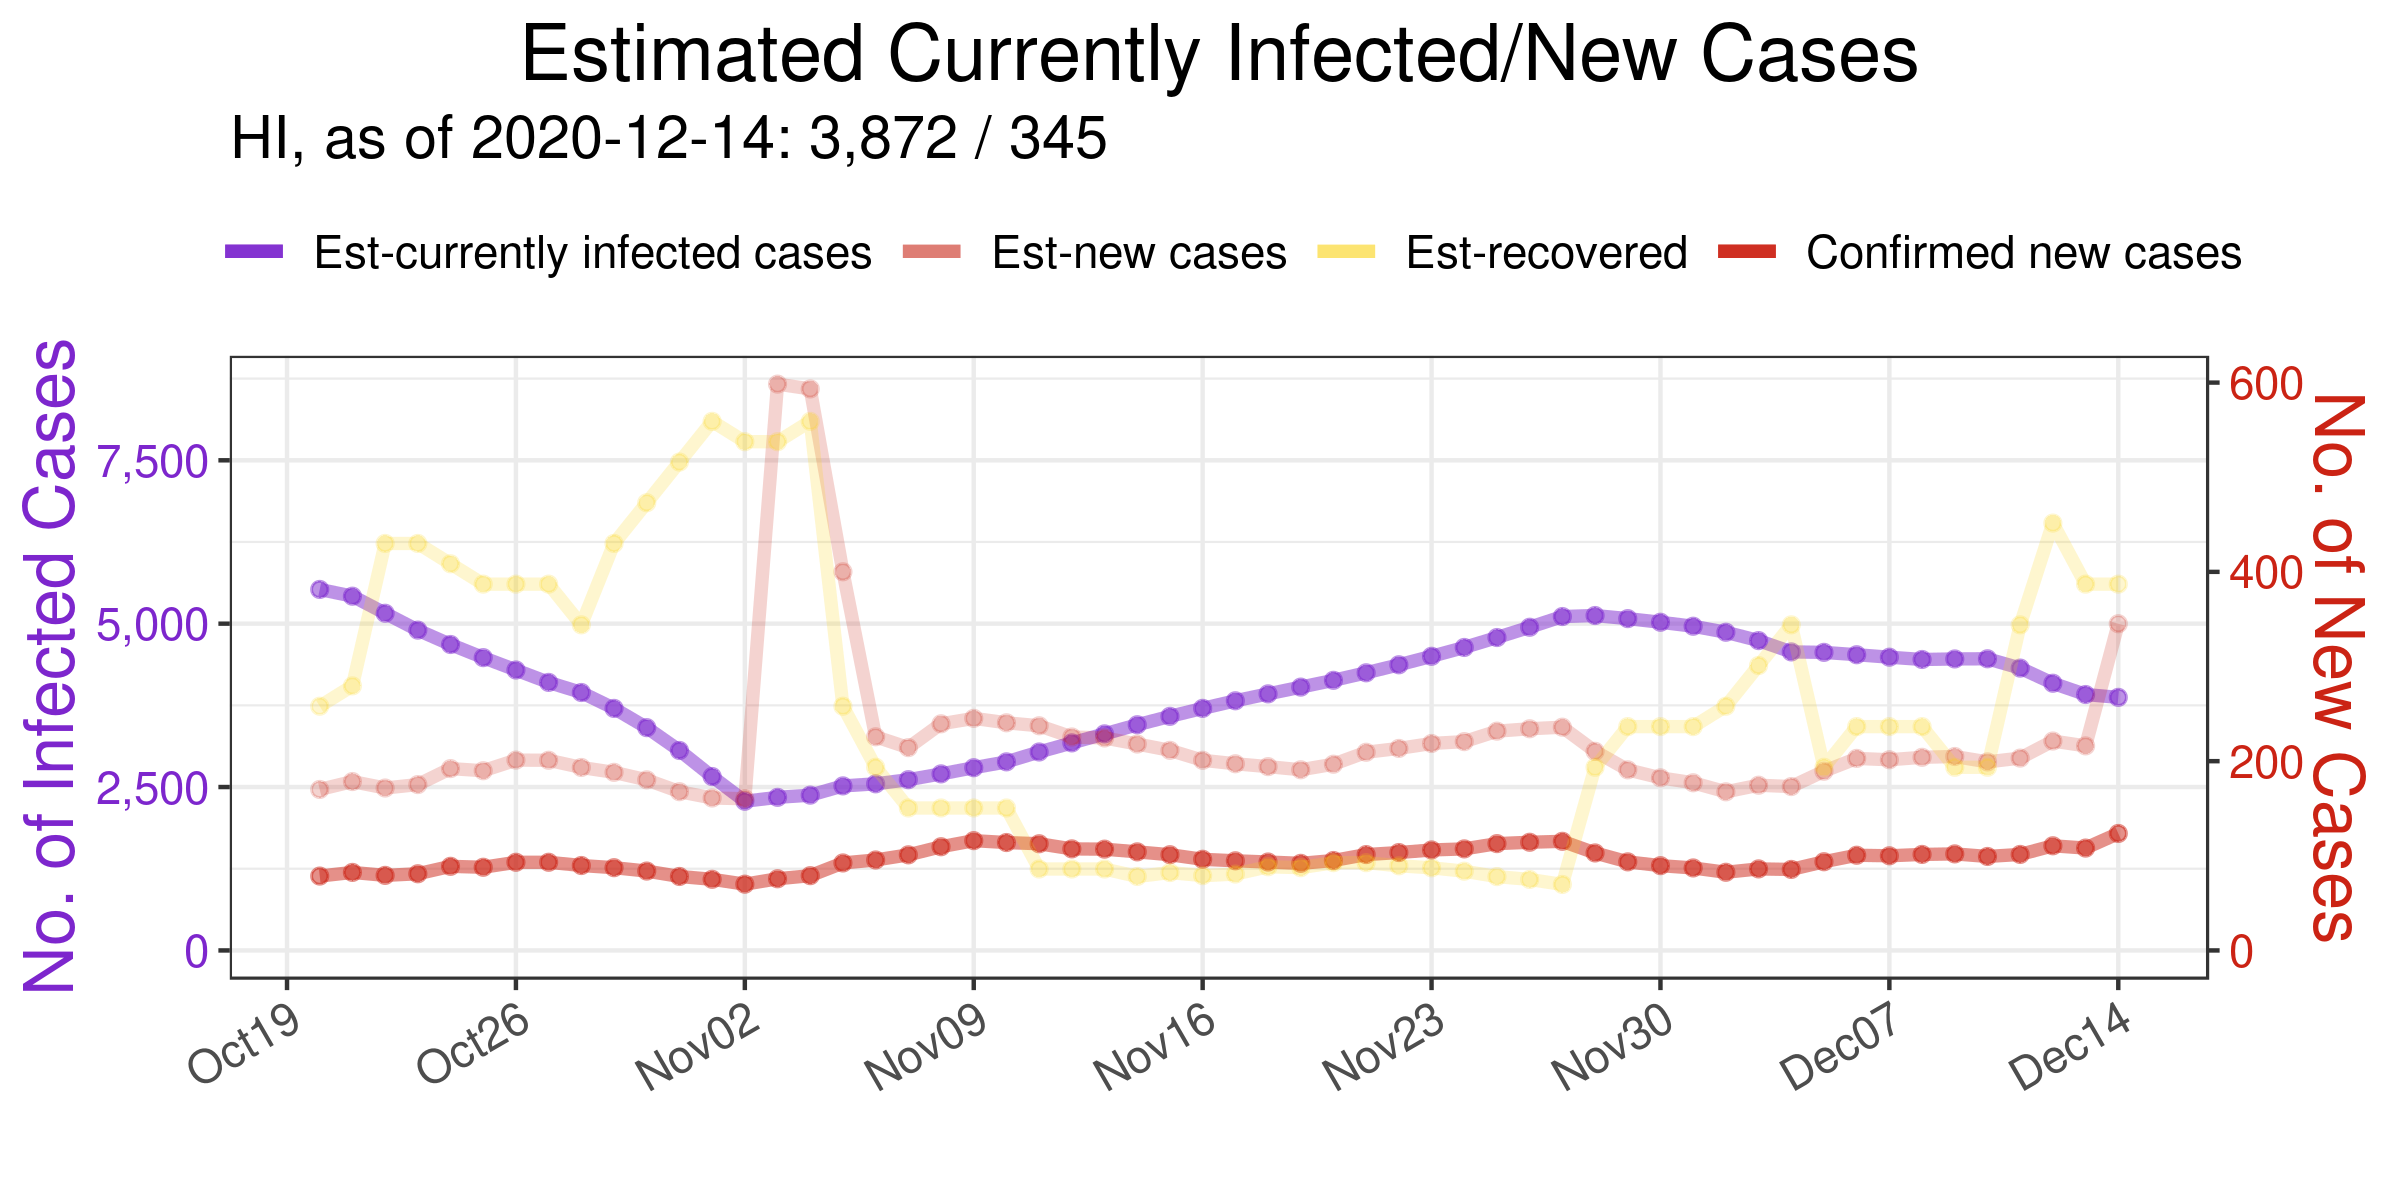 Estimated Currently Infected/New Cases
HI, as of 2020-12-14: 3,872 / 345
Est-currently infected cases Est-new cases Est-recovered Confirmed new cases
No. of Infected Cases
7,500
5,000
2,500
0
600
400
200
0
No. of New Cases
Oct19 Oct26 Nov02 Nov09 Nov16 Nov23 Nov30 Dec07 Dec14